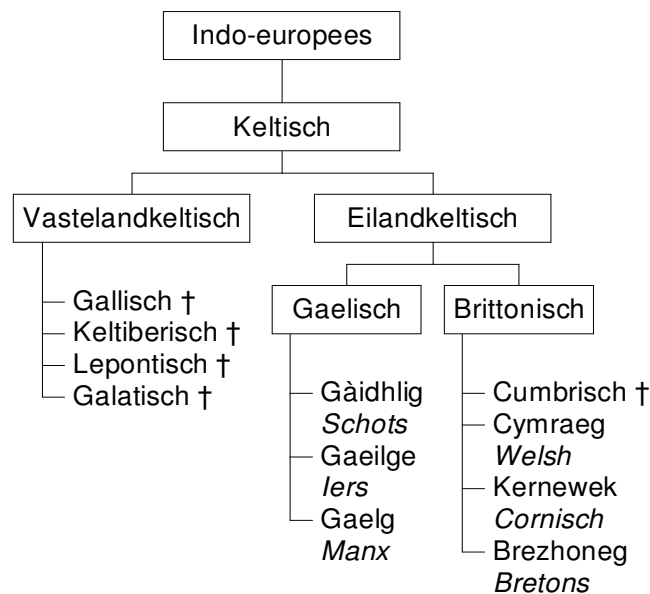 Indo-europees
Keltisch
Vastelandkeltisch
Eilandkeltisch
Gallisch †
Keltiberisch †
Lepontisch †
Galatisch †
Gaelisch
Brittonisch
Gàidhlig
Schots
Gaeilge
Iers
Gaelg
Manx
Cumbrisch †
Cymraeg
Welsh
Kernewek
Cornisch
Brezhoneg
Bretons